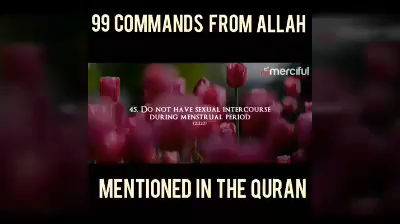 99 COMMANDS FROM ALLAH
merciful
45. DO NOT HAVE SEXUAL INTERCOURSE
DURING MENSTRUAL PERIOD
MENTIONED IN THE QURAN